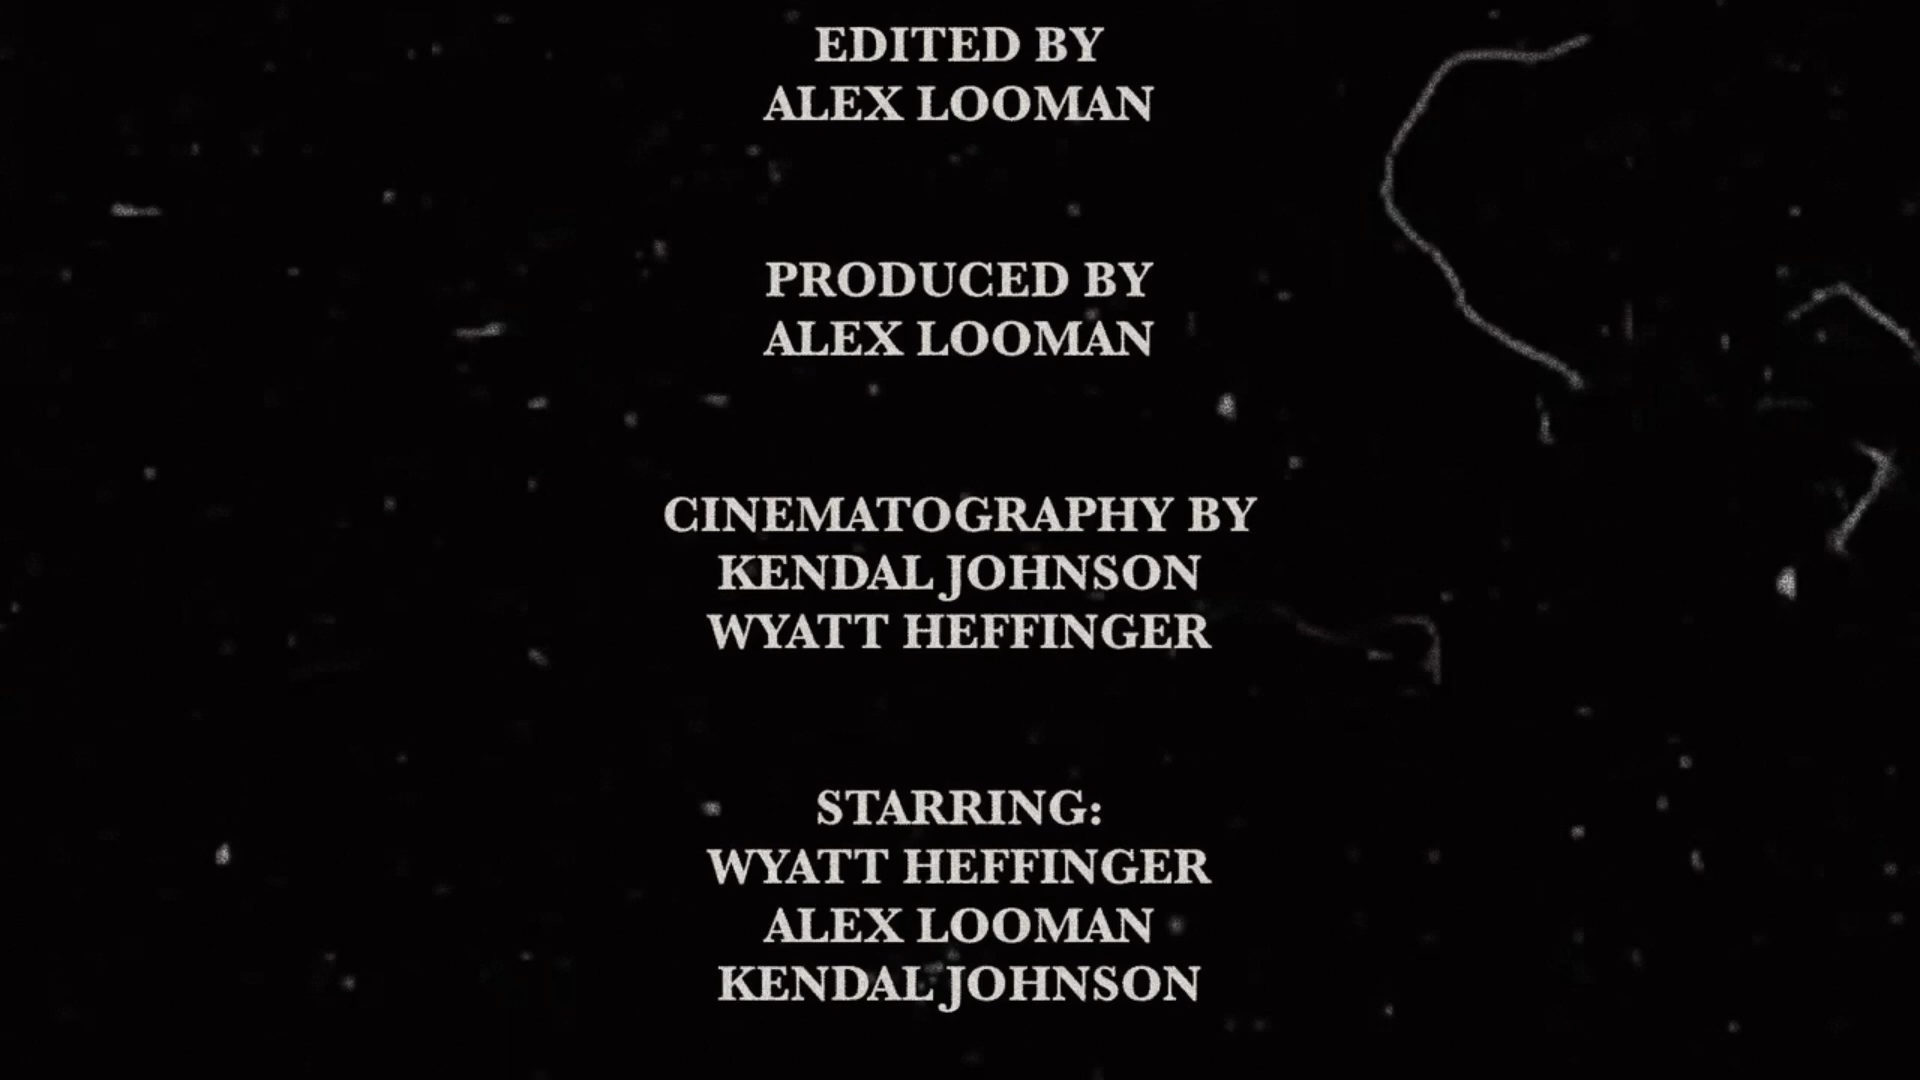 EDITED BY
ALEX LOOMAN
PRODUCED BY
ALEX LOOMAN
CINEMATOGRAPHY BY
KENDAL JOHNSON
WYATT HEFFINGER
STARRING:
WYATT HEFFINGER
ALEX LOOMAN
KENDAL JOHNSON